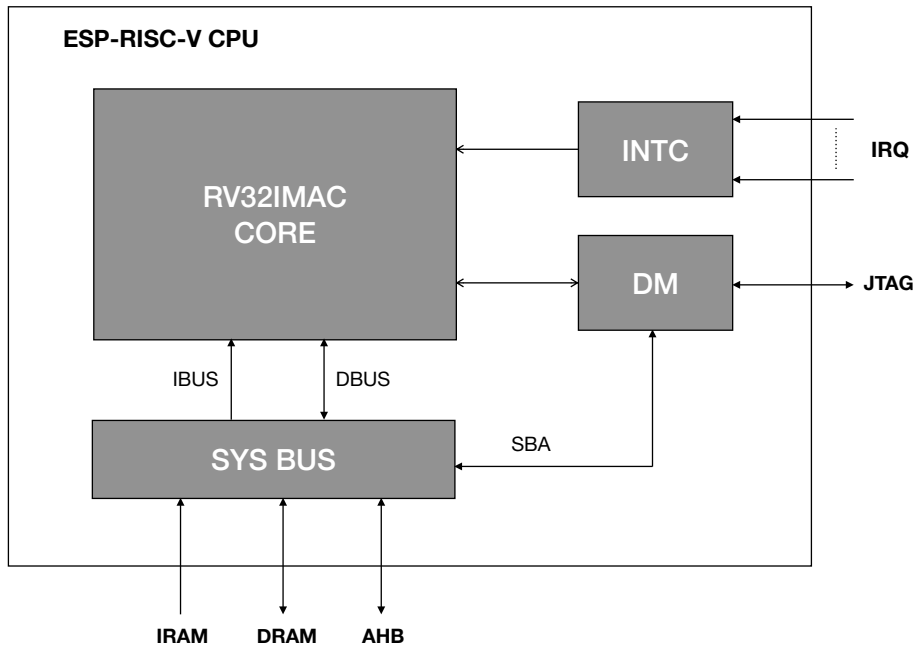 ESP-RISC-V CPU
RV32IMAC
CORE
INTC
IRQ
DM
JTAG
IBUS
DBUS
SYS BUS
SBA
IRAM
DRAM
AHB